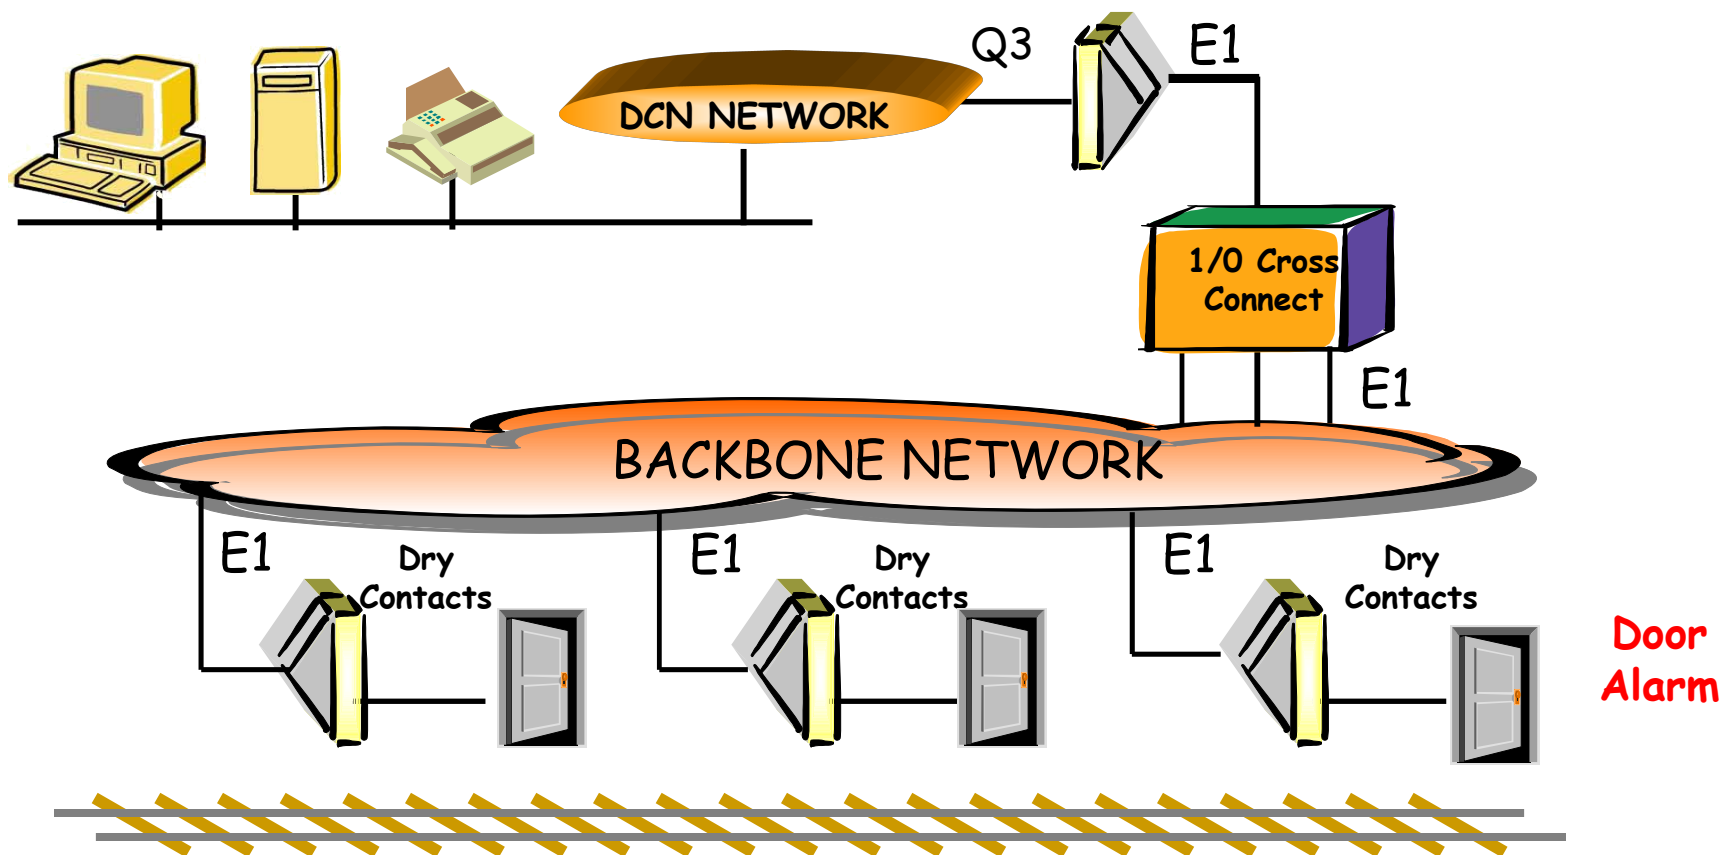 Q3
E1
DCN NETWORK
1/0 Cross
Connect
E1
BACKBONE NETWORK
E1
Dry
Contacts
E1
Dry
Contacts
E1
Dry
Contacts
Door
Alarm